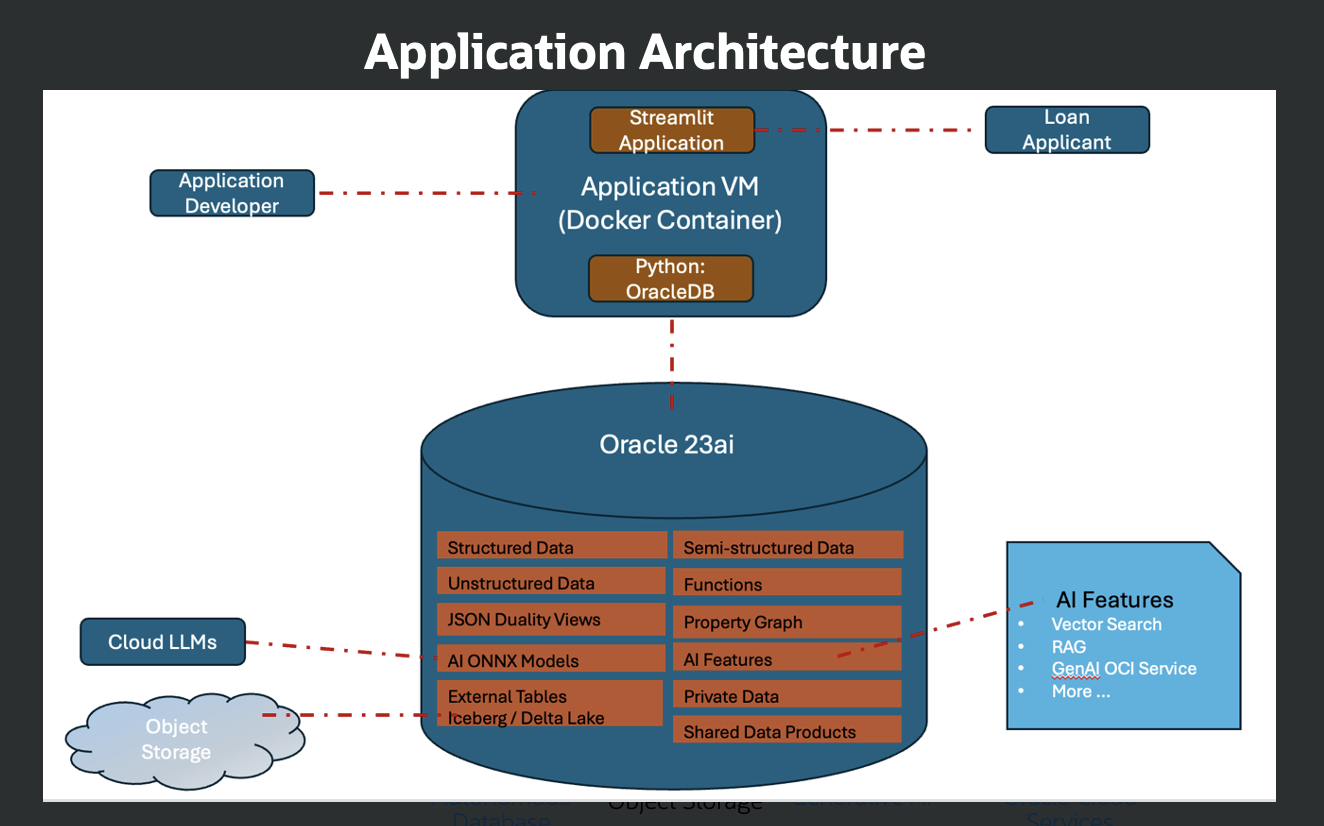 Application Architecture
Streamlit
Application
Loan
Applicant
Application
Developer
Application VM
(Docker Container)
Python:
OracleDB
Oracle 23ai
Structured Data
Semi-structured Data
Unstructured Data
Functions
JSON Duality Views
Property Graph
AI ONNX Models
AI Features
External Tables
Iceberg / Delta Lake
Private Data
Shared Data Products
Cloud LLMs
Object
Storage
AI Features
• Vector Search
• RAG
• GenAI OCI Service
• More ...
Object Storage
Database
Services